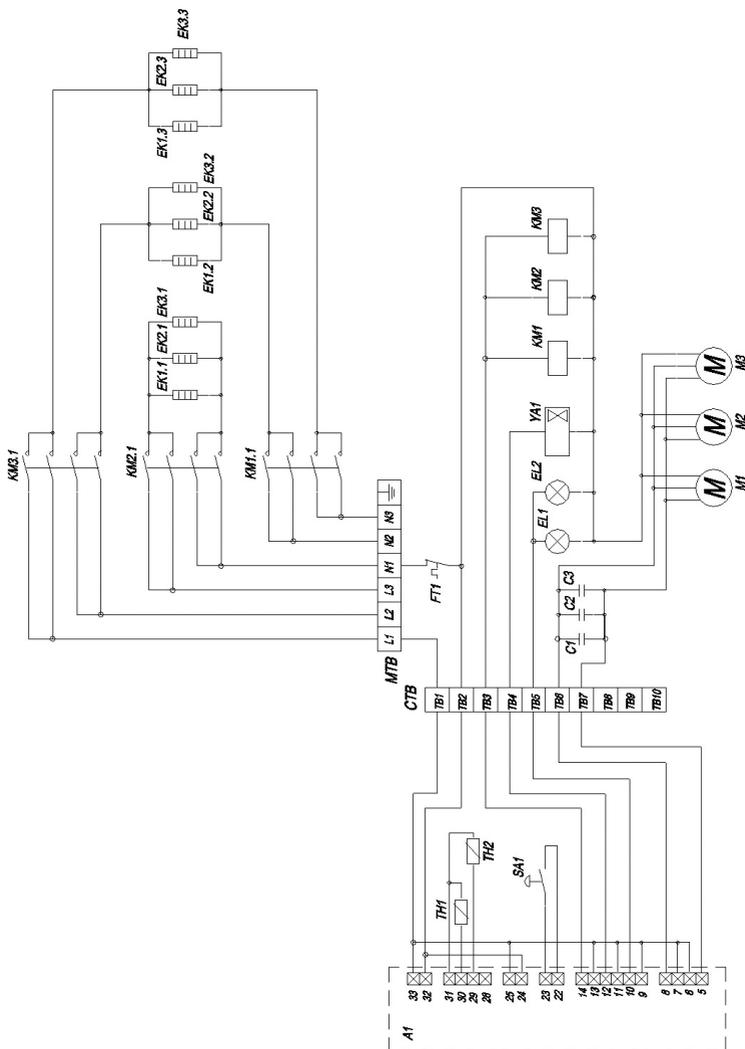 EK3.3
EK2.3
EK1.3
EK3.2
EK2.2
EK1.2
EK3.1
EK2.1
EK1.1
KM3.1
KM2.1
KM1.1
KM3
KM2
KM1
YA1
EL2
EL1
M
M3
M
M2
M
M1
N3
N2
N1
L3
L2
L1
MTB
FT1
C3
C2
C1
CTB
TB1
TB2
TB3
TB4
TB5
TB6
TB7
TB8
TB9
TB10
TH2
TH1
SA1
33
32
31
30
29
28
25
24
23
22
14
13
12
11
10
9
8
7
6
5
A1